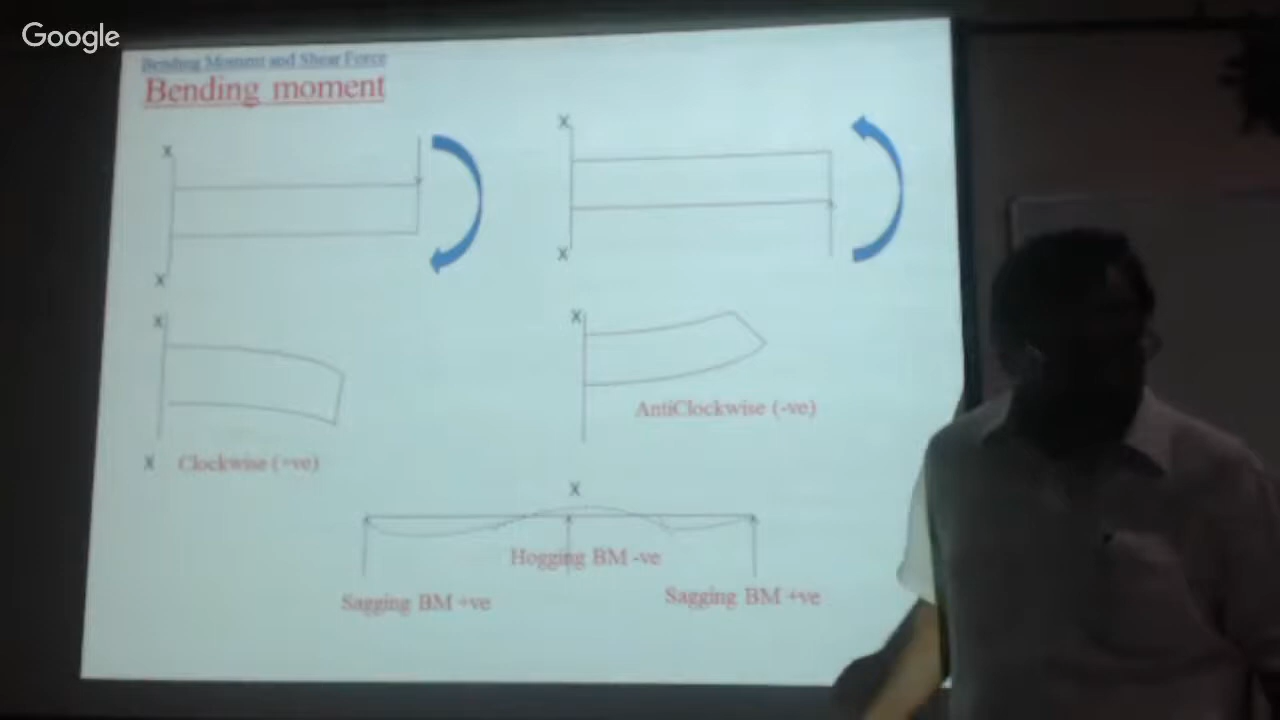 Google
Bending Moment and Shear Force
Bending moment
X
X
X
X
X
X
AntiClockwise (-ve)
X Clockwise (+ve)
X
Hogging BM -ve
Sagging BM +ve
Sagging BM +ve